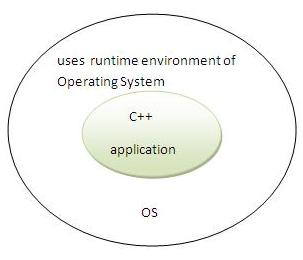 uses runtime environment of
Operating System
C++
application
OS